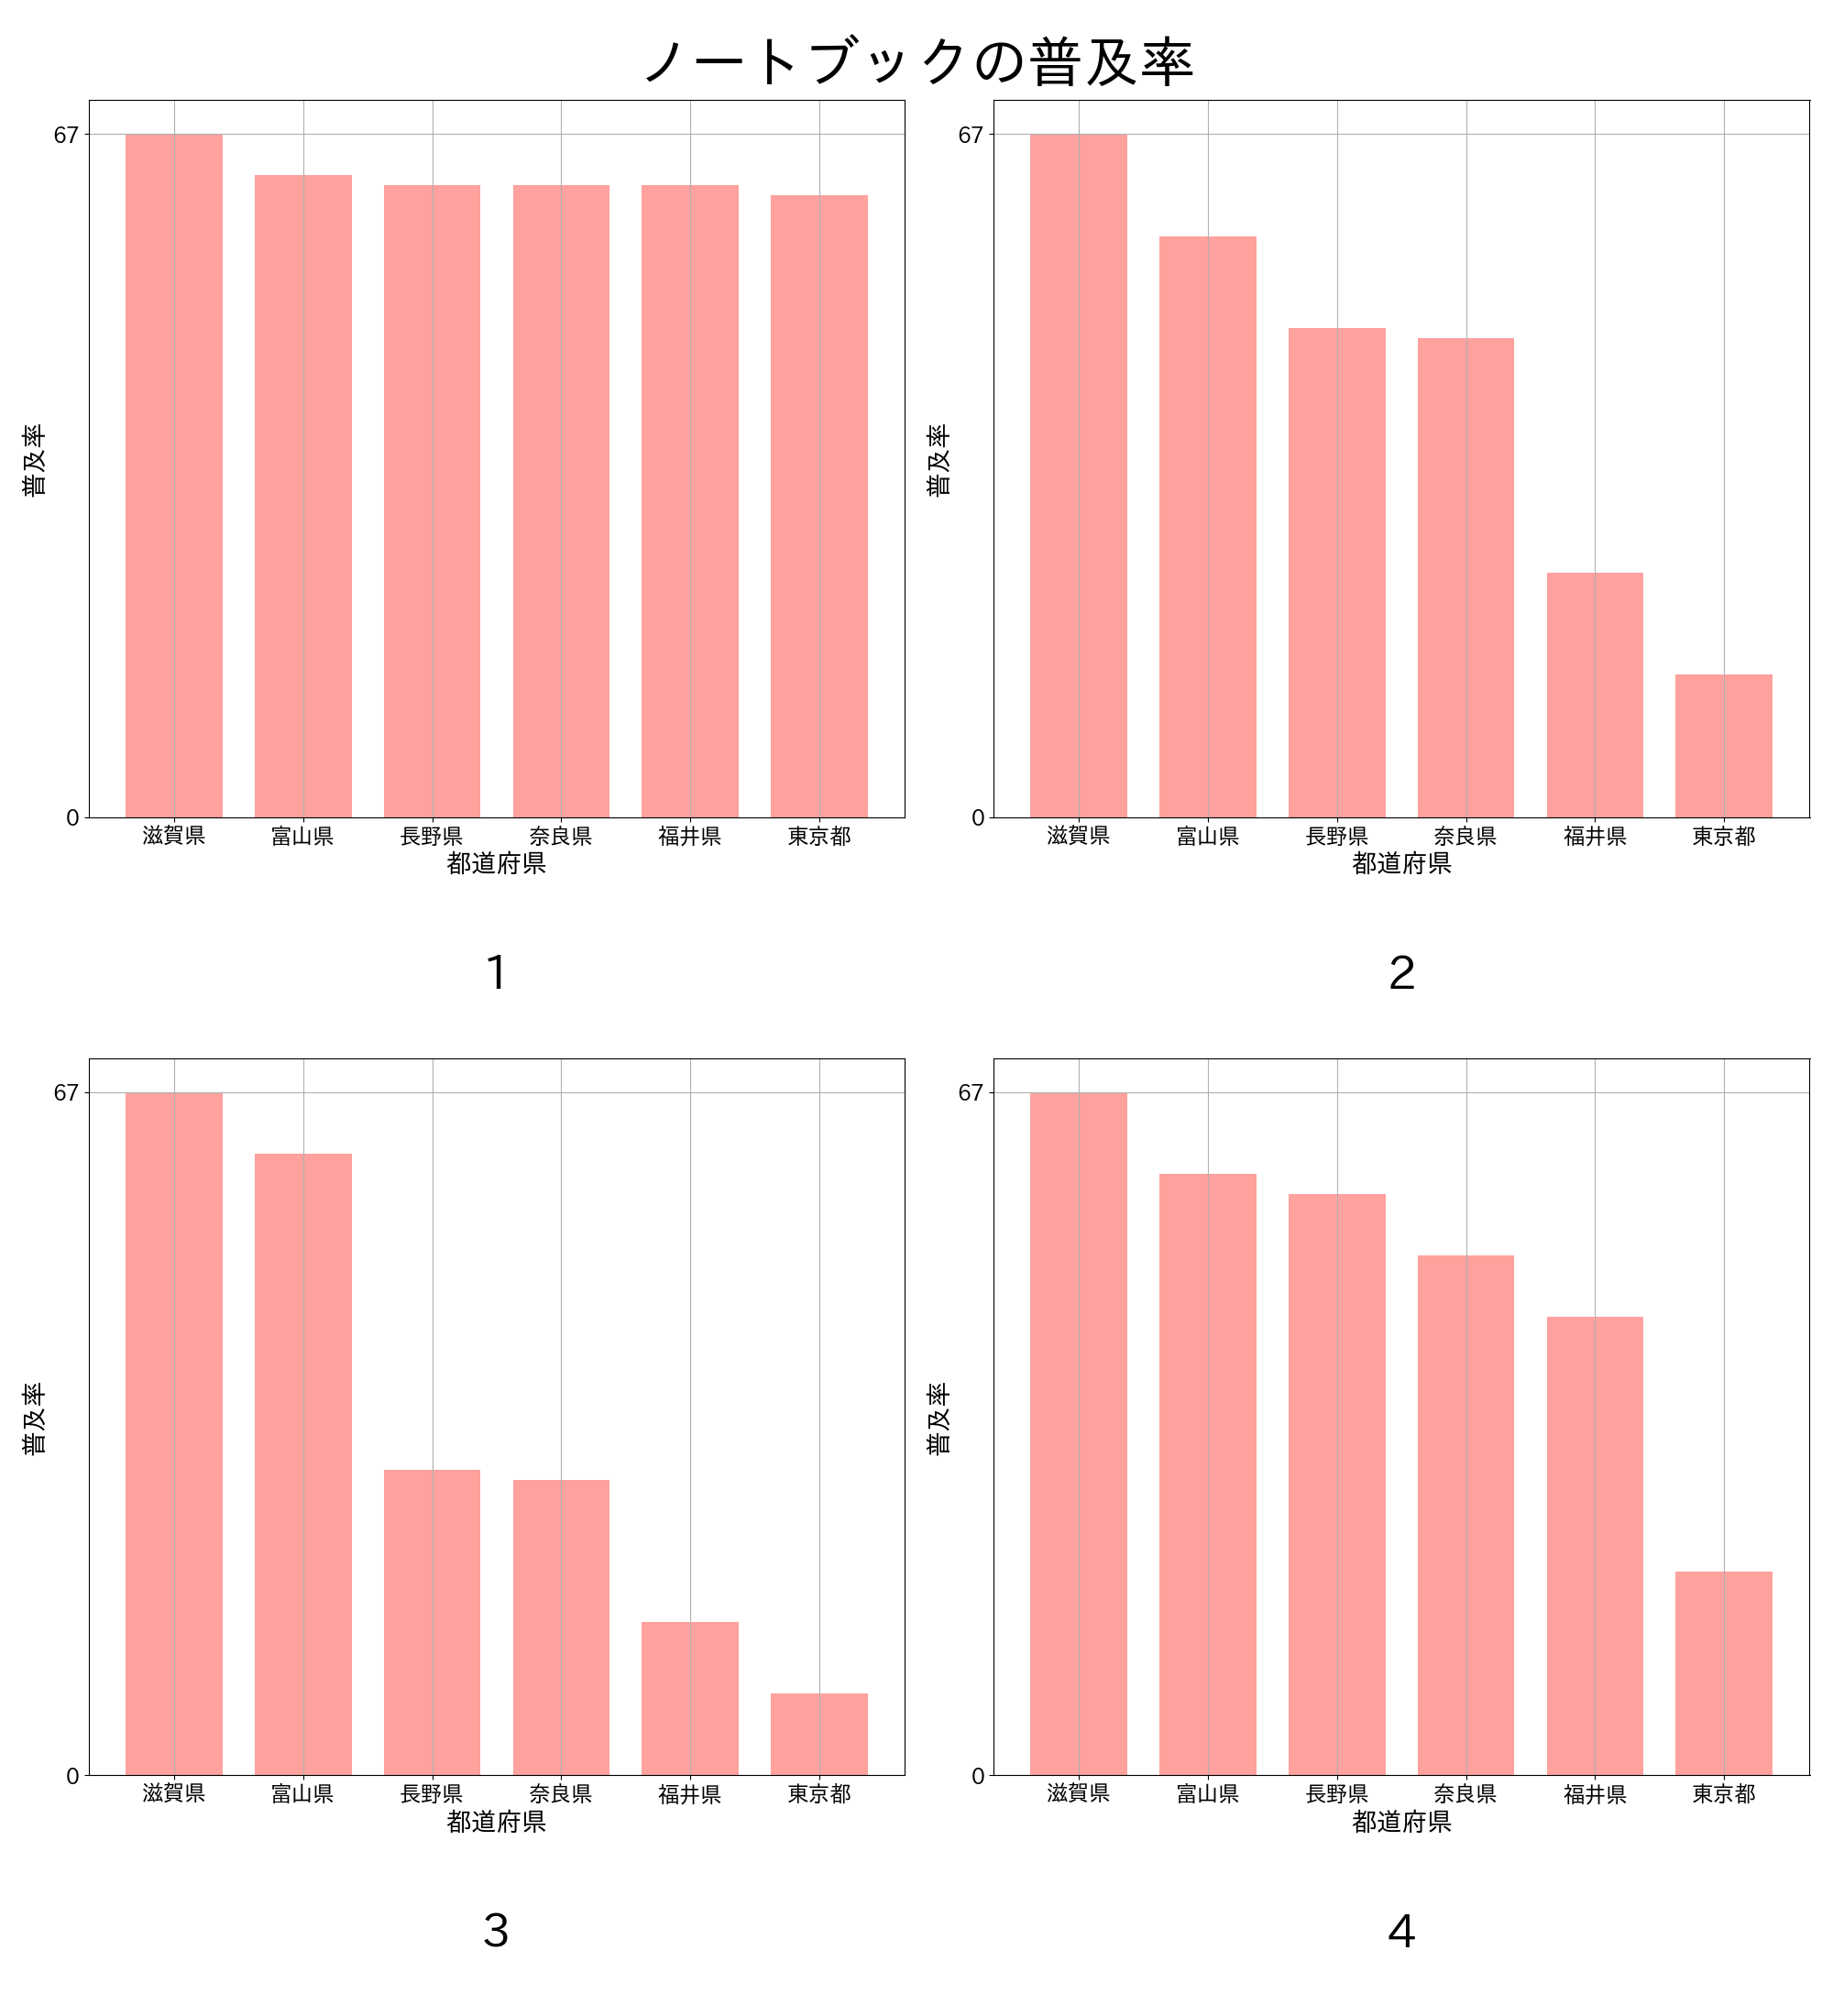 ノートブックの普及率
67
0
普及率
滋賀県 富山県 長野県 奈良県 福井県 東京都
都道府県
1
67
0
普及率
滋賀県 富山県 長野県 奈良県 福井県 東京都
都道府県
2
67
0
普及率
滋賀県 富山県 長野県 奈良県 福井県 東京都
都道府県
3
67
0
普及率
滋賀県 富山県 長野県 奈良県 福井県 東京都
都道府県
4